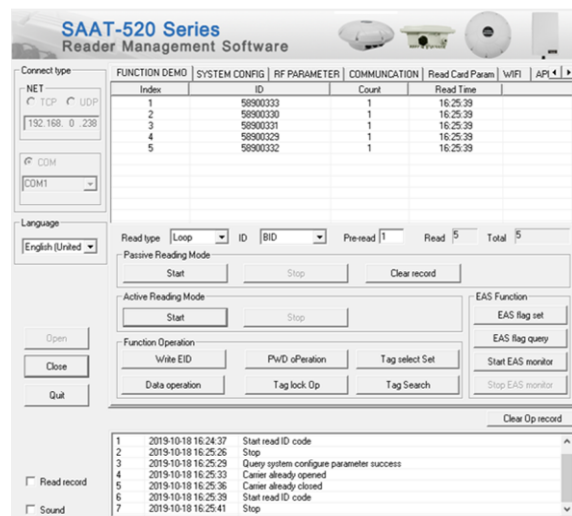 SAAT-520 Series
Reader Management Software
Connect type
NET
TCP UDP
192.168. 0 .238
COM
COM1
Language
English (United
Open
Close
Quit
Read record
Sound
FUNCTION DEMO SYSTEM CONFIG RF PARAMETER COMMUNCATION Read Card Param WIFI API
Index ID Count Read Time
1 58900333 1 16:25:39
2 58900330 1 16:25:39
3 58900331 1 16:25:39
4 58900329 1 16:25:39
5 58900332 1 16:25:39
Read type Loop ID BID Pre-read 1 Read 5 Total 5
Passive Reading Mode
Start Stop Clear record
Active Reading Mode
Start Stop
Function Operation
Write EID PWD oPeration Tag select Set
Data operation Tag lock Op Tag Search
EAS Function
EAS flag set
EAS flag query
Start EAS monitor
Stop EAS monitor
Clear Op record
1 2019-10-18 16:24:37 Start read ID code
2 2019-10-18 16:25:26 Stop
3 2019-10-18 16:25:29 Query system configure parameter success
4 2019-10-18 16:25:33 Carrier already opened
5 2019-10-18 16:25:36 Carrier already closed
6 2019-10-18 16:25:39 Start read ID code
7 2019-10-18 16:25:41 Stop